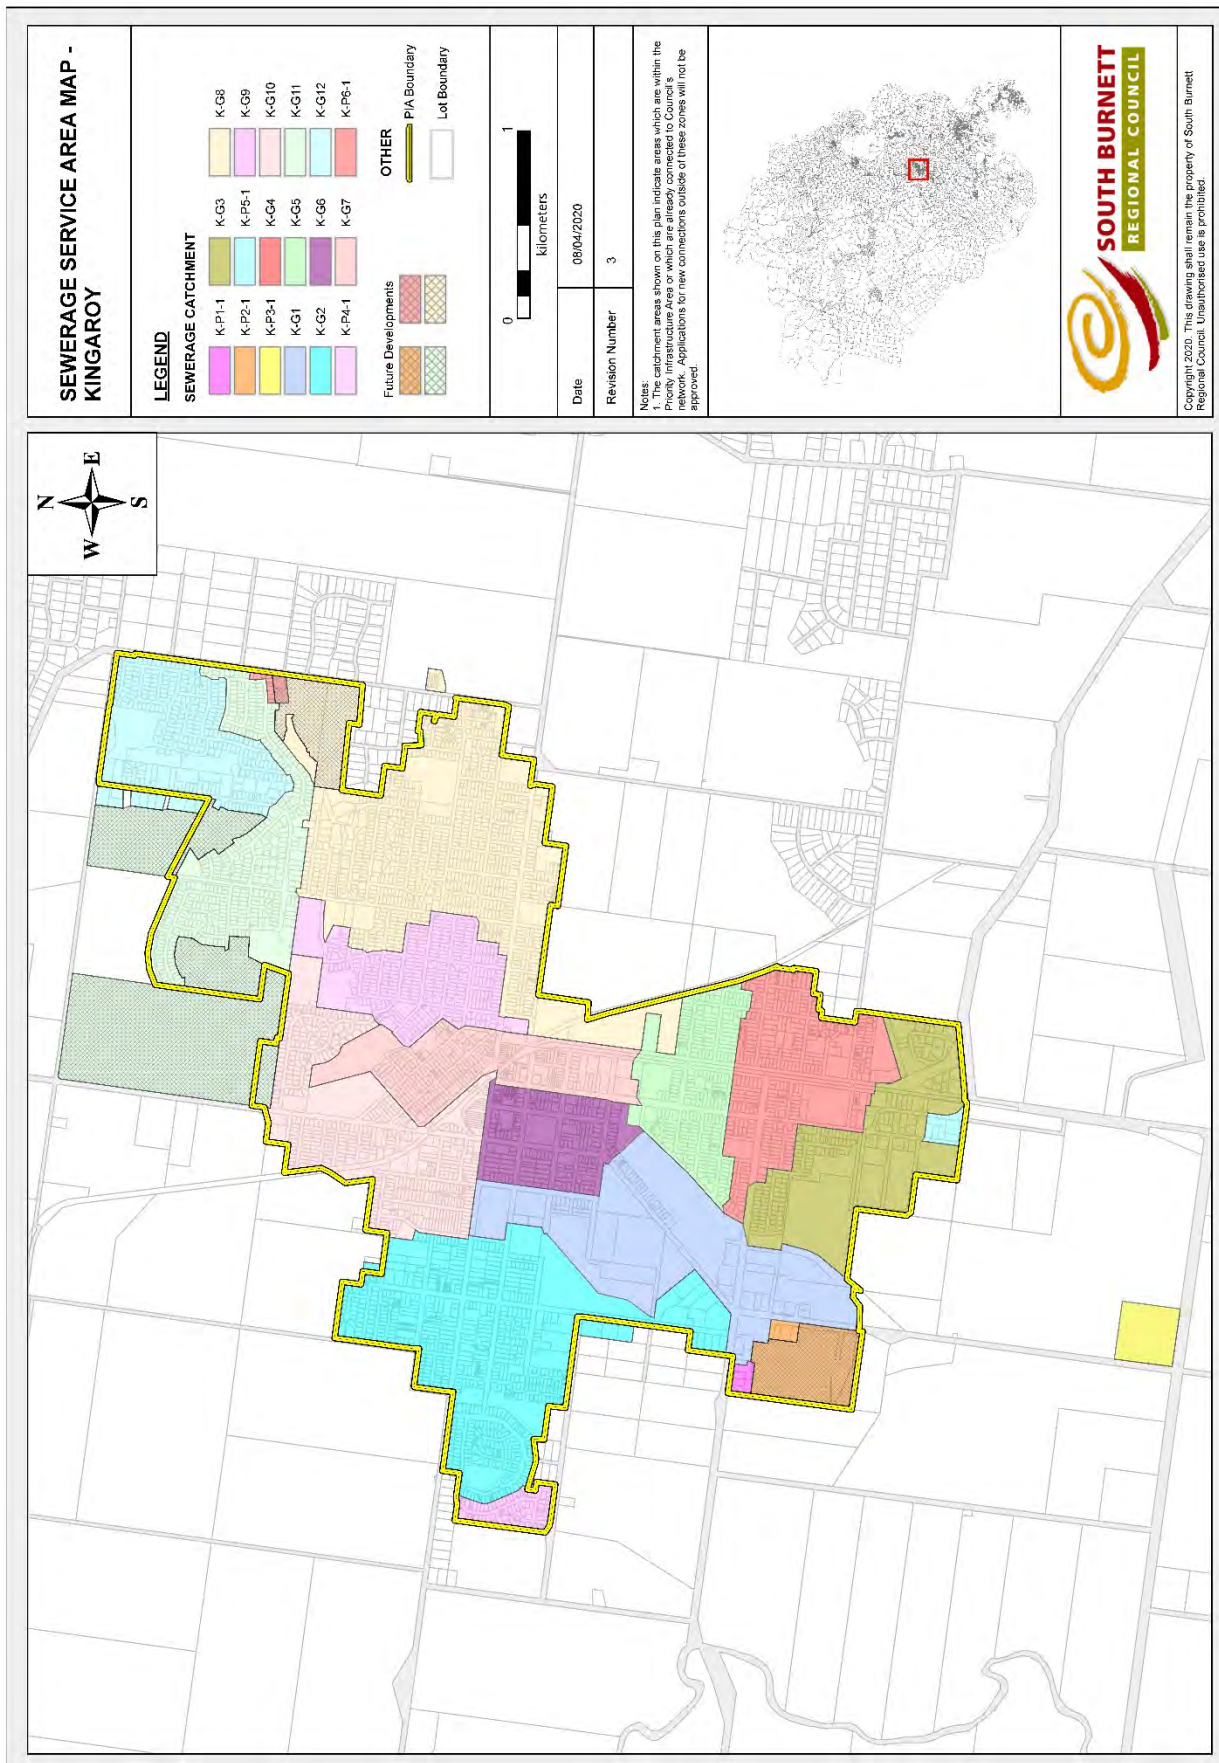 SEWERAGE SERVICE AREA MAP -
KINGAROY
LEGEND
SEWERAGE CATCHMENT
K-P1-1
K-P2-1
K-P3-1
K-G1
K-G2
K-P4-1
K-G3
K-P5-1
K-G4
K-G5
K-G6
K-G7
K-G8
K-G9
K-G10
K-G11
K-G12
K-P6-1
Future Developments
OTHER
PIA Boundary
Lot Boundary
0
1
kilometers
Date
08/04/2020
Revision Number
3
Notes:
1. The catchment areas shown on this plan indicate areas which are within the
Priority Infrastructure Area or which are already connected to Council's
network. Applications for new connections outside of these zones will not be
approved.
SOUTH BURNETT
REGIONAL COUNCIL
Copyright 2020. This drawing shall remain the property of South Burnett
Regional Council. Unauthorised use is prohibited.
N
W
E
S